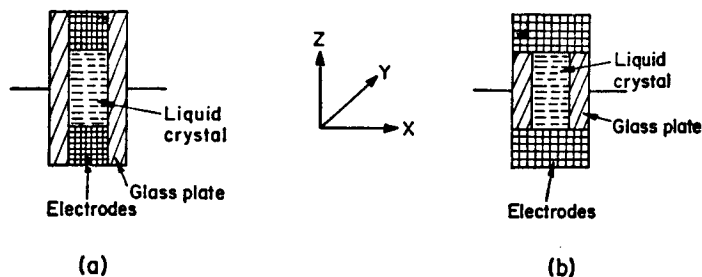 Liquid
crystal
Glass plate
Electrodes
(a)
Z
Y
X
Liquid
crystal
Glass plate
Electrodes
(b)